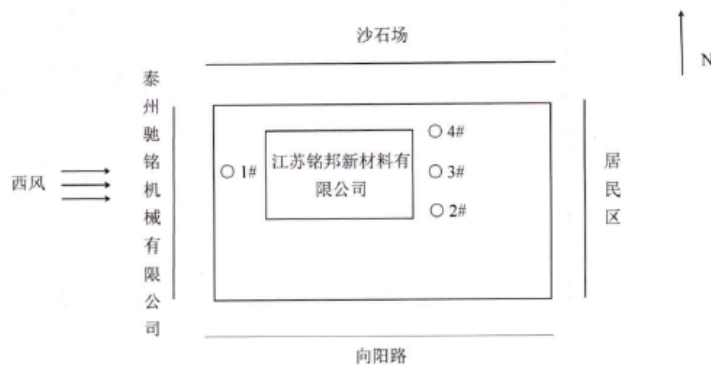 沙石场
N
泰州驰铭机械有限公司
西风
1#
江苏铭邦新材料有
限公司
4#
3#
2#
居民区
向阳路